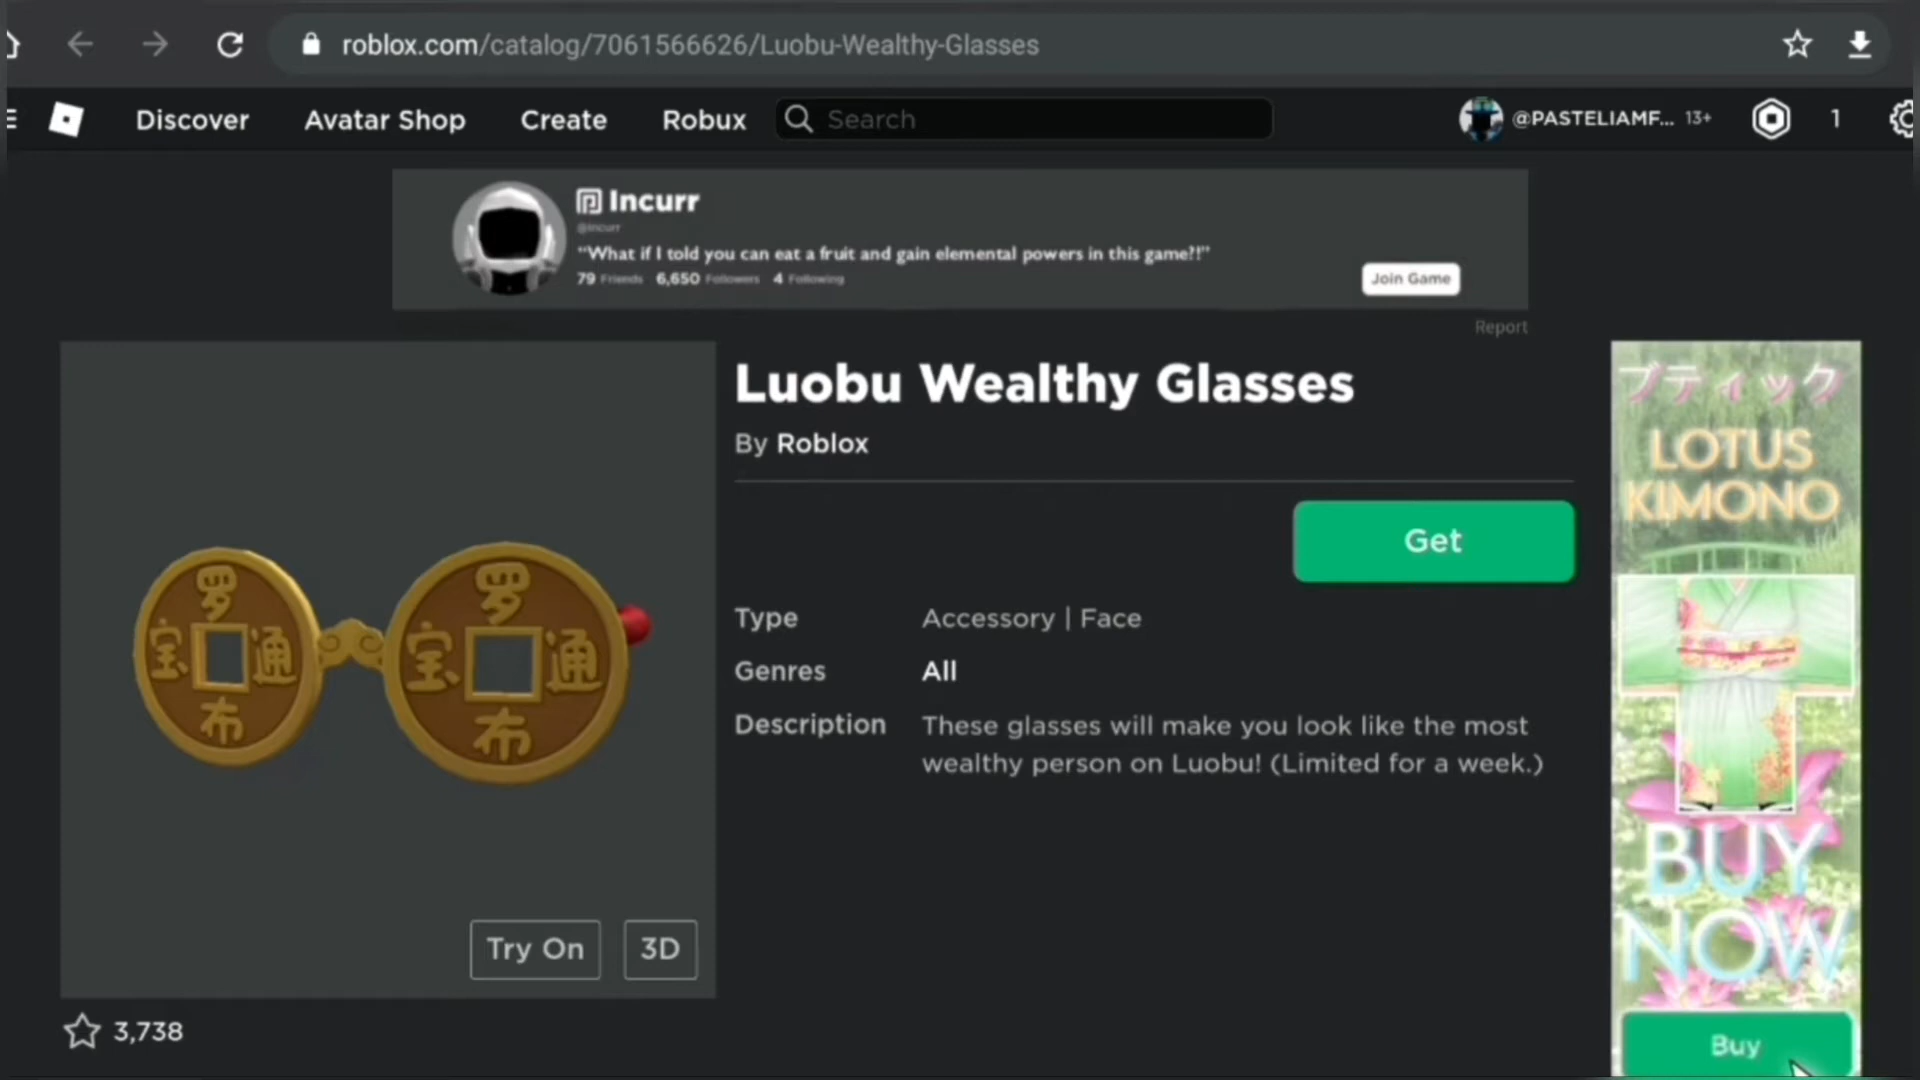 roblox.com/catalog/7061566626/Luobu-Wealthy-Glasses
Discover
Avatar Shop
Create
Robux
Search
@PASTELIAMF... 13+
1
Incurr
@Incurr
“What if I told you can eat a fruit and gain elemental powers in this game?!”
79 Friends 6,650 Followers 4 Following
Join Game
Report
Luobu Wealthy Glasses
By Roblox
Get
Type Accessory | Face
Genres All
Description These glasses will make you look like the most
wealthy person on Luobu! (Limited for a week.)
罗
宝 通
布
罗
宝 通
布
Try On
3D
3,738
ブティック
LOTUS
KIMONO
BUY
NOW
Buy